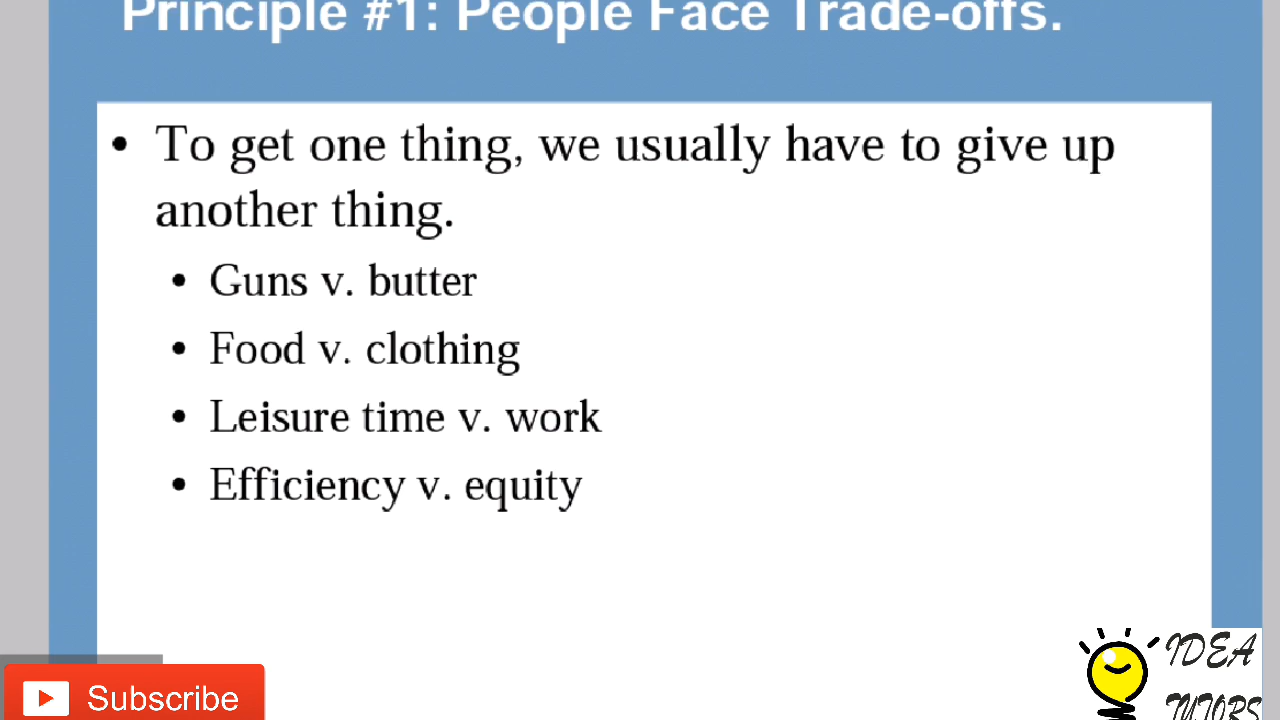 Principle #1: People Face Trade-offs.
• To get one thing, we usually have to give up
another thing.
• Guns v. butter
• Food v. clothing
• Leisure time v. work
• Efficiency v. equity
IDEA
TUTORS
Subscribe